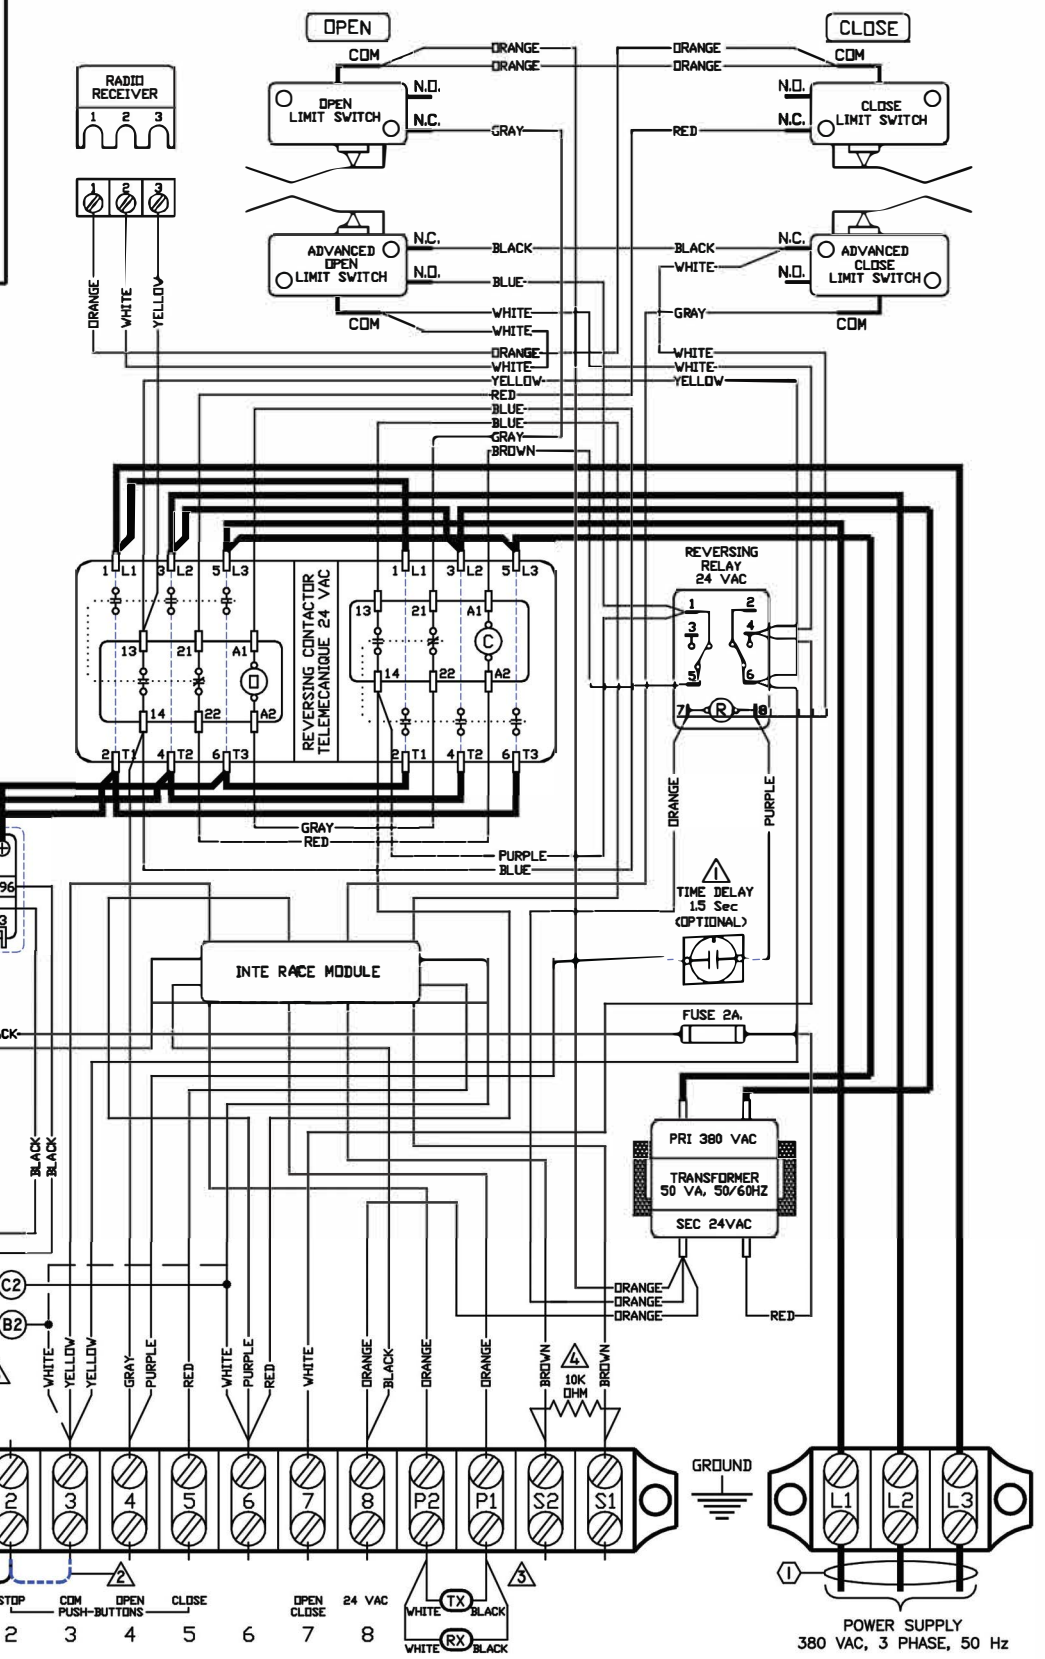 OPEN
CLOSE
COM
ORANGE
ORANGE
COM
ORANGE
ORANGE
RADIO
RECEIVER
1 2 3
OPEN
LIMIT SWITCH
N.O.
N.C.
GRAY
RED
N.O.
N.C.
CLOSE
LIMIT SWITCH
1 2 3
ADVANCED
OPEN
LIMIT SWITCH
N.C.
N.O.
BLACK
BLACK
WHITE
N.C.
N.O.
ADVANCED
CLOSE
LIMIT SWITCH
BLUE
ORANGE
WHITE
YELLOW
COM
WHITE
WHITE
GRAY
COM
ORANGE
WHITE
YELLOW
RED
BLUE
BLUE
GRAY
BROWN
WHITE
WHITE
YELLOW
1 L1 3 L2 5 L3
1 L1 3 L2 5 L3
REVERSING CONTACTOR
TELEMECANIQUE 24 VAC
13 21 A1
O
14 22 A2
2 T1 4 T2 6 T3
13 21 A1
C
14 22 A2
2 T1 4 T2 6 T3
REVERSING
RELAY
24 VAC
1 2
3 4
5 6
7 R 8
ORANGE
PURPLE
GRAY
RED
PURPLE
BLUE
96
3
1
TIME DELAY
1.5 Sec
(OPTIONAL)
INTE RACE MODULE
CK
FUSE 2A.
BLACK
BLACK
PRI 380 VAC
TRANSFORMER
50 VA, 50/60HZ
SEC 24VAC
C2
B2
ORANGE
ORANGE
ORANGE
RED
WHITE
YELLOW
YELLOW
GRAY
PURPLE
RED
WHITE
PURPLE
RED
WHITE
ORANGE
BLACK
ORANGE
ORANGE
BROWN
4
10K
OHM
BROWN
GROUND
2 3 4 5 6 7 8 P2 P1 S2 S1
L1 L2 L3
2
3
1
STOP COM OPEN CLOSE
PUSH-BUTTONS
OPEN
CLOSE
24 VAC
WHITE TX BLACK
WHITE RX BLACK
2 3 4 5 6 7 8
POWER SUPPLY
380 VAC, 3 PHASE, 50 Hz